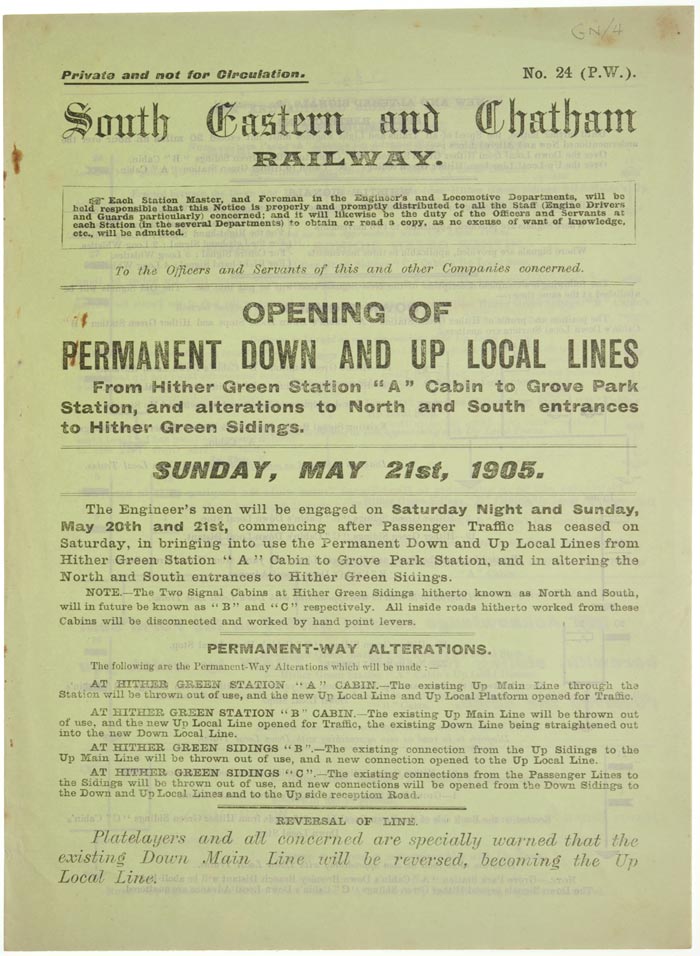 GN/4
Private and not for Circulation.
No. 24 (P.W.).
South Eastern and Chatham
RAILWAY.
☞ Each Station Master, and Foreman in the Engineer's and Locomotive Departments, will be
held responsible that this Notice is properly and promptly distributed to all the Staff (Engine Drivers
and Guards particularly) concerned; and it will likewise be the duty of the Officers and Servants at
each Station (in the several Departments) to obtain or read a copy, as no excuse of want of knowledge,
etc., will be admitted.
To the Officers and Servants of this and other Companies concerned.
OPENING OF
PERMANENT DOWN AND UP LOCAL LINES
From Hither Green Station "A" Cabin to Grove Park
Station, and alterations to North and South entrances
to Hither Green Sidings.
SUNDAY, MAY 21st, 1905.
The Engineer's men will be engaged on Saturday Night and Sunday,
May 20th and 21st, commencing after Passenger Traffic has ceased on
Saturday, in bringing into use the Permanent Down and Up Local Lines from
Hither Green Station "A" Cabin to Grove Park Station, and in altering the
North and South entrances to Hither Green Sidings.
NOTE.—The Two Signal Cabins at Hither Green Sidings hitherto known as North and South,
will in future be known as "B" and "C" respectively. All inside roads hitherto worked from these
Cabins will be disconnected and worked by hand point levers.
PERMANENT-WAY ALTERATIONS.
The following are the Permanent-Way Alterations which will be made :—
AT HITHER GREEN STATION "A" CABIN.—The existing Up Main Line through the
Station will be thrown out of use, and the new Up Local Line and Up Local Platform opened for Traffic.
AT HITHER GREEN STATION "B" CABIN.—The existing Up Main Line will be thrown out
of use, and the new Up Local Line opened for Traffic, the existing Down Line being straightened out
into the new Down Local Line.
AT HITHER GREEN SIDINGS "B".—The existing connection from the Up Sidings to the
Up Main Line will be thrown out of use, and a new connection opened to the Up Local Line.
AT HITHER GREEN SIDINGS "C".—The existing connections from the Passenger Lines to
the Sidings will be thrown out of use, and new connections will be opened from the Down Sidings to
the Down and Up Local Lines and to the Up side reception Road.
REVERSAL OF LINE.
Platelayers and all concerned are specially warned that the
existing Down Main Line will be reversed, becoming the Up
Local Line.